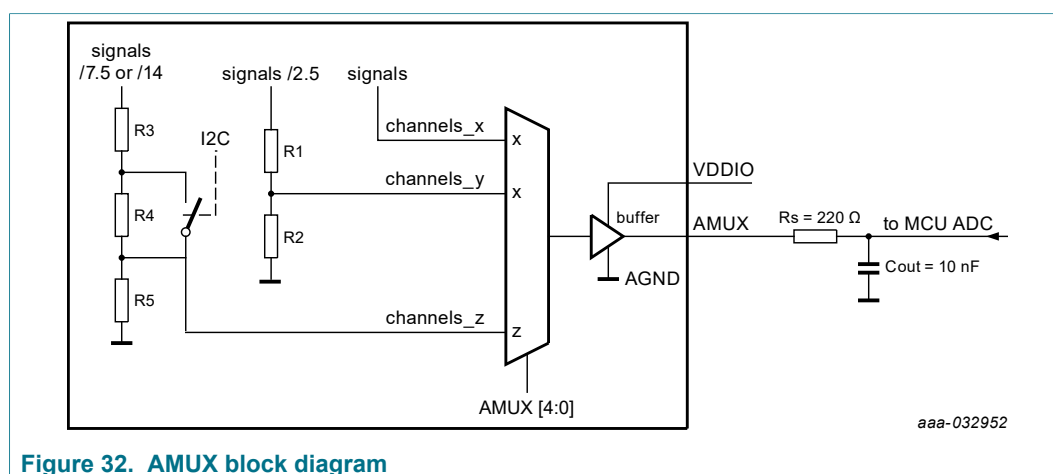 signals
/7.5 or /14
signals /2.5
signals
R3
I2C
R1
channels_x
x
channels_y
x
R4
R2
R5
channels_z
z
AMUX [4:0]
buffer
AGND
VDDIO
AMUX
Rs = 220 Ω
to MCU ADC
Cout = 10 nF
aaa-032952
Figure 32. AMUX block diagram